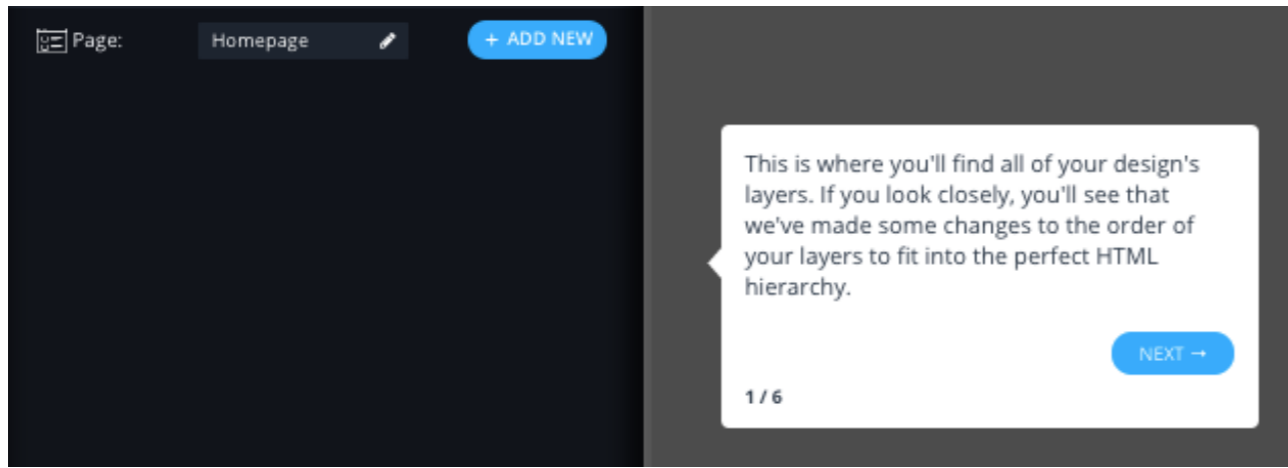 Page:
Homepage
+ ADD NEW
This is where you'll find all of your design's
layers. If you look closely, you'll see that
we've made some changes to the order of
your layers to fit into the perfect HTML
hierarchy.
NEXT →
1 / 6